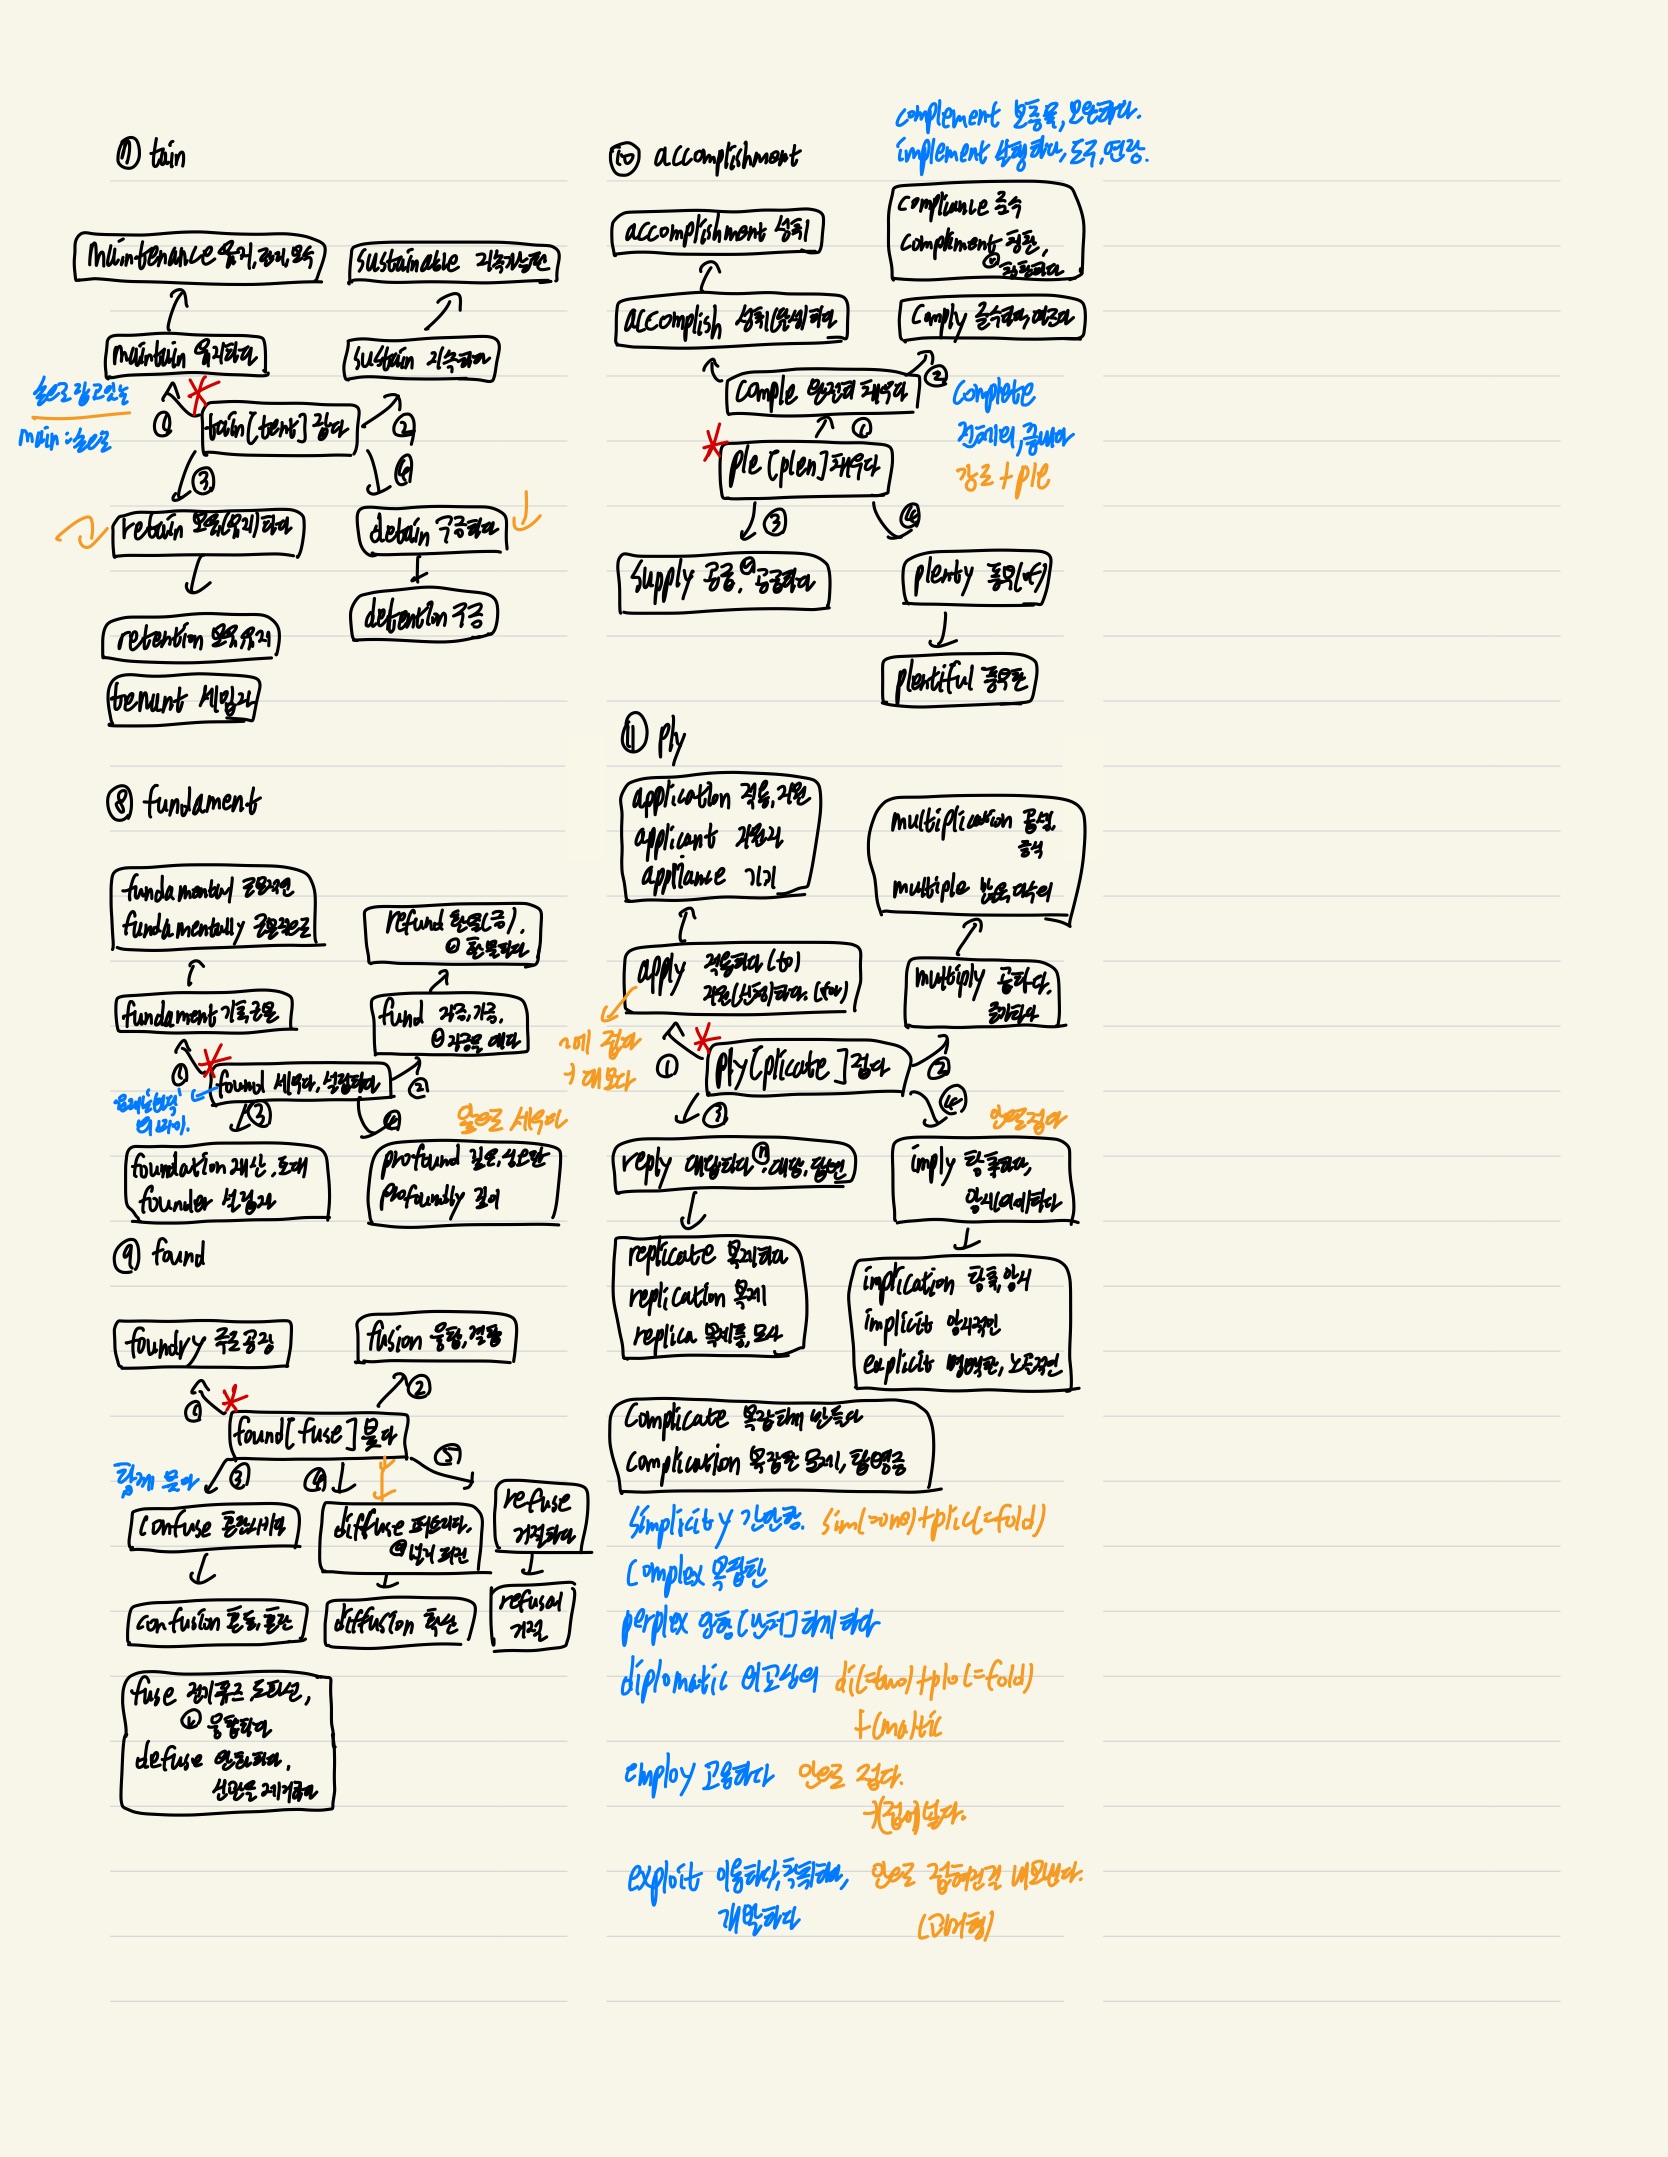 ⑦ tain
maintenance 유지, 관리, 보수
sustainable 지속가능한
maintain 유지하다
sustain 지속하다
손으로 잡고있는
main : 손으로
① tain[tent] 잡다 ②
③ ④
retain 보유(유지)하다
detain 구금하다
retention 보유, 유지
detention 구금
tenunt 세입자
⑧ fundament
fundamental 근본적인
fundamentally 근본적으로
refund 환불(금),
ⓥ 환불하다
fundament 기초, 근본
fund 자금, 기금,
ⓥ 자금을 대다
① found 세우다, 설립하다 ②
③ ④
앞으로 세우다
foundation 재단, 토대
founder 설립자
profound 깊은, 심오한
profoundly 깊이
⑨ found
foundry 주조공장
fusion 융합, 결합
① ②
found[fuse] 붓다
함께 붓다 ③ ④ ⑤
confuse 혼란시키다
diffuse 퍼뜨리다,
ⓐ 널리 퍼진
refuse
거절하다
confusion 혼동, 혼란
diffusion 확산
refusal
거절
fuse 전기퓨즈 도화선,
ⓥ 융합하다
defuse 완화하다,
신관을 제거하다
⑩ accomplishment
complement 보충물, 보완하다.
implement 실행하다, 도구, 연장.
accomplishment 성취
compliance 준수
compliment 칭찬,
ⓥ 칭찬하다
accomplish 성취(완성)하다
comply 준수하다, 따르다
comple 완전히 채우다 ②
complete
전체의, 끝내다
강조 + ple
①
ple [plen] 채우다
③ ④
supply 공급, ⓥ 공급하다
plenty 풍부(한)
plentiful 풍부한
⑪ ply
application 적용, 지원
applicant 지원자
appliance 기기
multiplication 곱셈,
증식
multiple 많은, 다수의
apply 적용하다 (to)
지원(신청)하다. (for)
multiply 곱하다,
증가하다
~에 접다
→ 대보다
① ply[plicate] 접다 ②
③ ④
안으로 접다
reply 대답하다 ⓝ 대답, 답변
imply 함축하다,
암시(의미)하다
replicate 복제하다
replication 복제
replica 복제품, 모사
implication 함축, 암시
implicit 암시적인
explicit 명백한, 노골적인
complicate 복잡하게 만들다
complication 복잡한 문제, 합병증
simplicity 간단함. sim(=one)+plic(=fold)
complex 복잡한
perplex 당황[난처]하게 하다
diplomatic 외교상의 di(=two)+plo(=fold)
+(ma)tic
employ 고용하다 안으로 접다.
→(접어)넣다.
exploit 이용하다, 착취하다, 안으로 접혀진걸 내보낸다.
개발하다 (과거형)